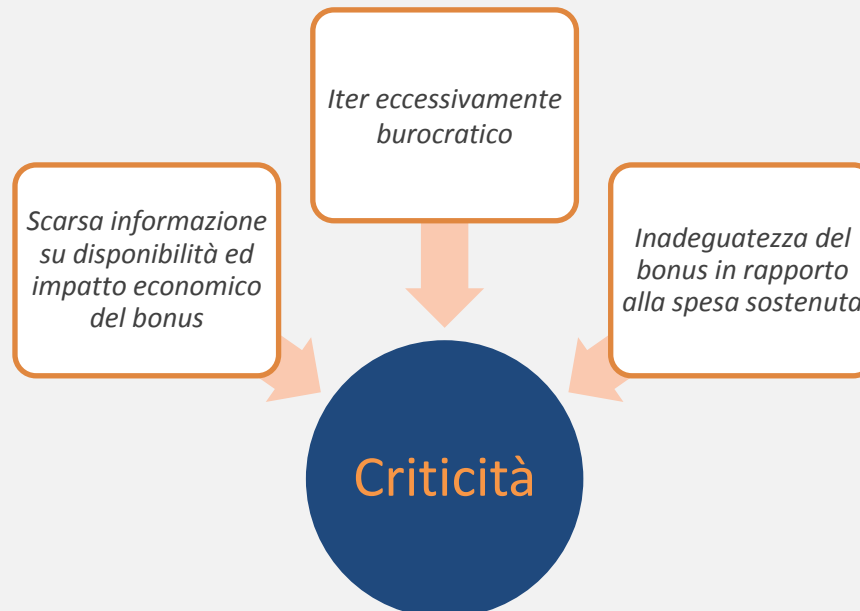 Iter eccessivamente
burocratico
Scarsa informazione
su disponibilità ed
impatto economico
del bonus
Inadeguatezza del
bonus in rapporto
alla spesa sostenuta
Criticità